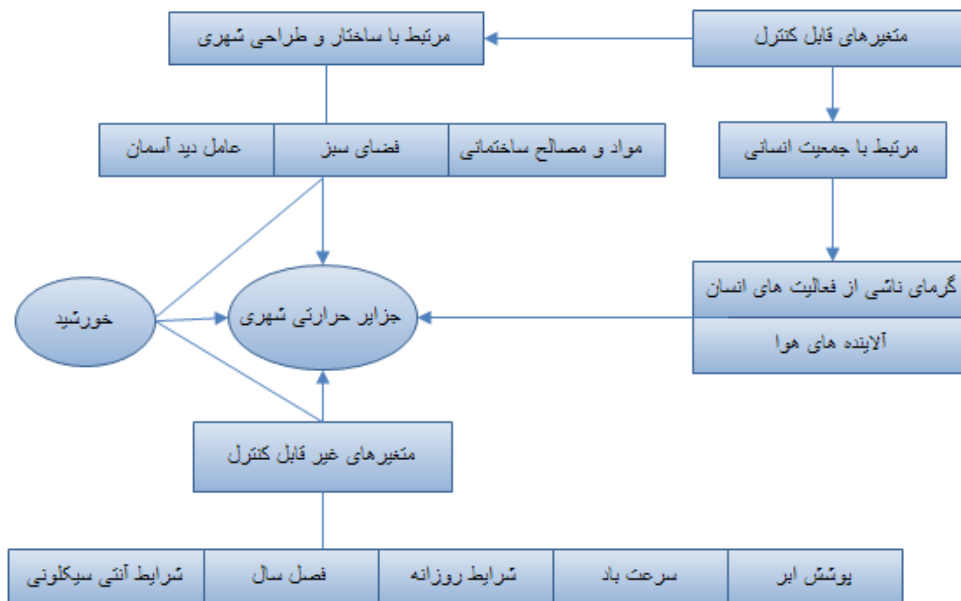 متغیرهای قابل کنترل
مرتبط با ساختار و طراحی شهری
مواد و مصالح ساختمانی
فضای سبز
عامل دید آسمان
مرتبط با جمعیت انسانی
گرمای ناشی از فعالیت های انسان
آلاینده های هوا
جزایر حرارتی شهری
خورشید
متغیرهای غیر قابل کنترل
پوشش ابر
سرعت باد
شرایط روزانه
فصل سال
شرایط آنتی سیکلونی